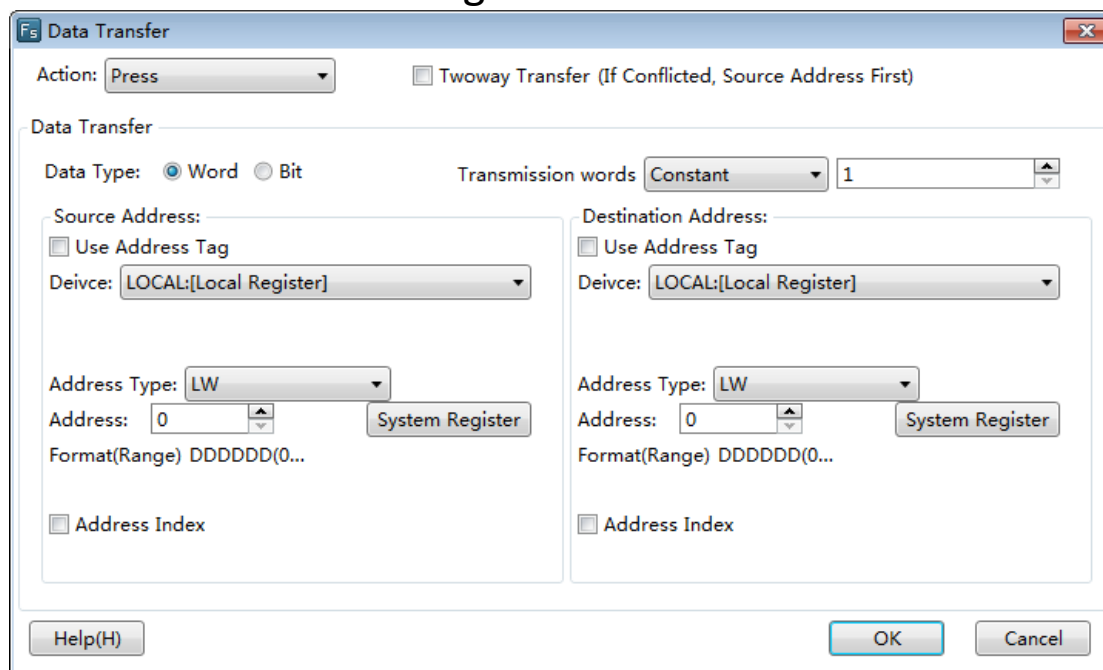 Fs Data Transfer
Action: Press Twoway Transfer (If Conflicted, Source Address First)
Data Transfer
Data Type: Word Bit Transmission words Constant 1
Source Address:
Use Address Tag
Deivce: LOCAL:[Local Register]
Address Type: LW
Address: 0 System Register
Format(Range) DDDDDD(0...
Address Index
Destination Address:
Use Address Tag
Deivce: LOCAL:[Local Register]
Address Type: LW
Address: 0 System Register
Format(Range) DDDDDD(0...
Address Index
Help(H) OK Cancel